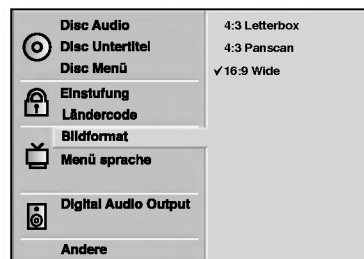 Disc Audio
Disc Untertitel
Disc Menü
Einstufung
Ländercode
Bildformat
Menü sprache
Digital Audio Output
Andere
4:3 Letterbox
4:3 Panscan
✓16:9 Wide